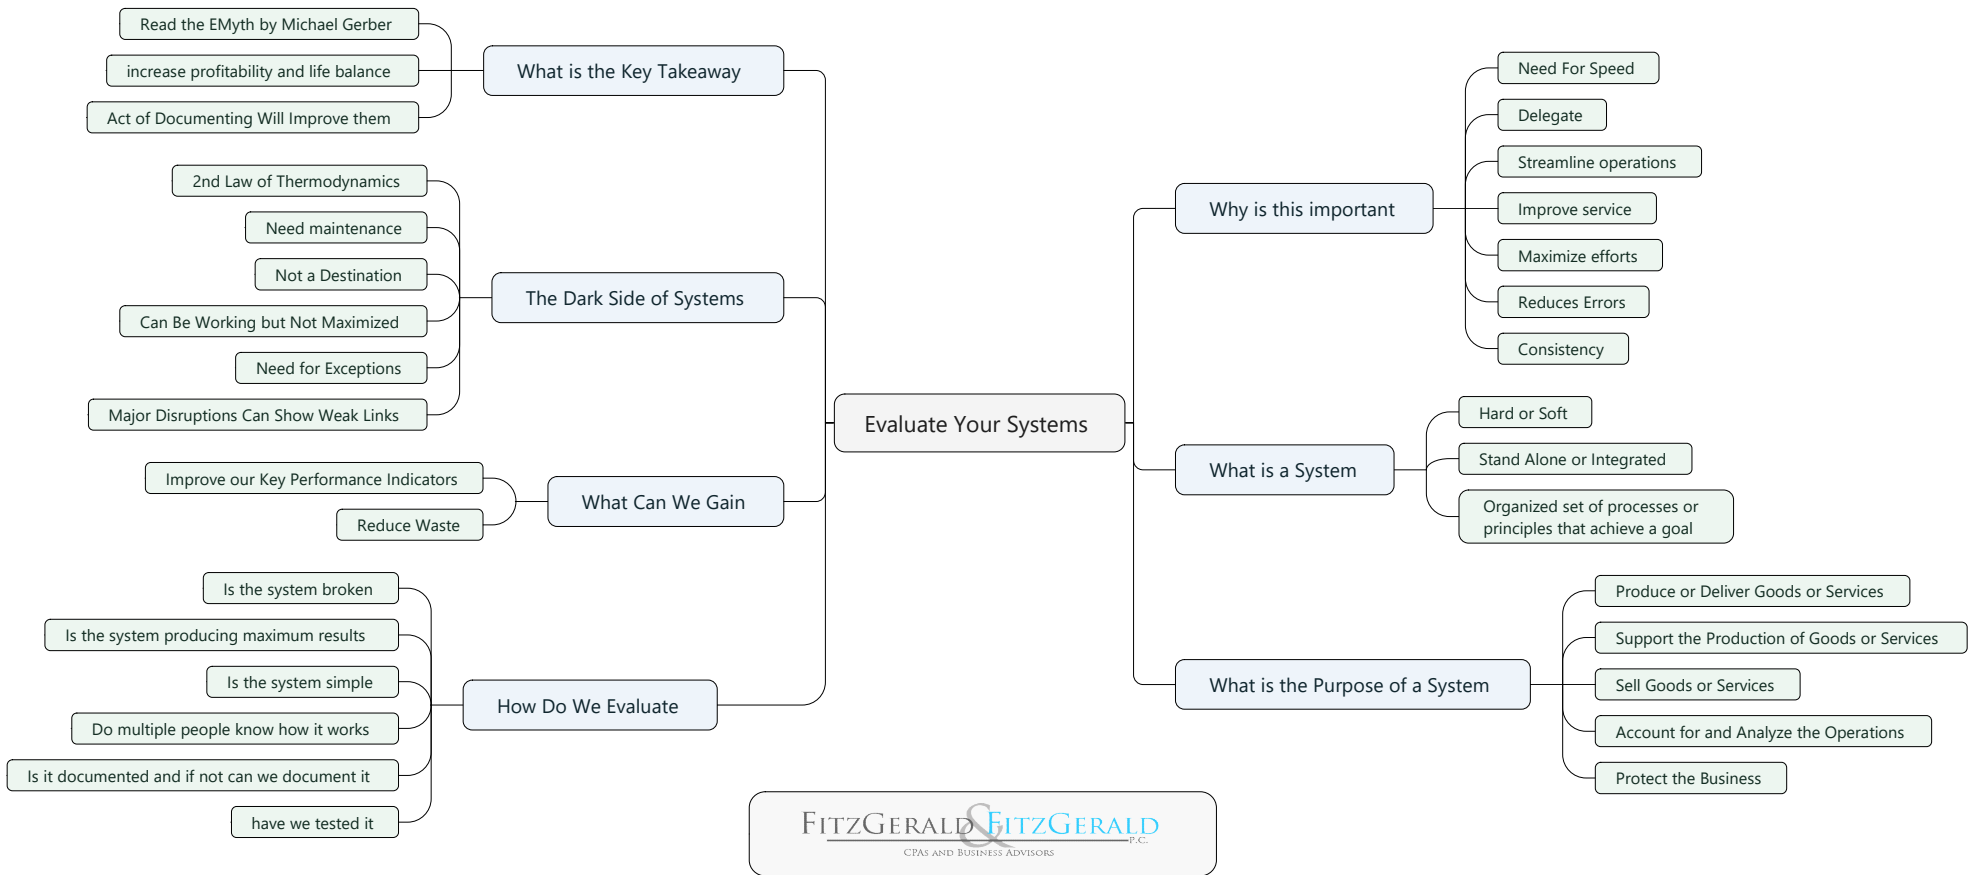 Evaluate Your Systems
Why is this important
Need For Speed
Delegate
Streamline operations
Improve service
Maximize efforts
Reduces Errors
Consistency
What is a System
Hard or Soft
Stand Alone or Integrated
Organized set of processes or
principles that achieve a goal
What is the Purpose of a System
Produce or Deliver Goods or Services
Support the Production of Goods or Services
Sell Goods or Services
Account for and Analyze the Operations
Protect the Business
What is the Key Takeaway
Read the EMyth by Michael Gerber
increase profitability and life balance
Act of Documenting Will Improve them
The Dark Side of Systems
2nd Law of Thermodynamics
Need maintenance
Not a Destination
Can Be Working but Not Maximized
Need for Exceptions
Major Disruptions Can Show Weak Links
What Can We Gain
Improve our Key Performance Indicators
Reduce Waste
How Do We Evaluate
Is the system broken
Is the system producing maximum results
Is the system simple
Do multiple people know how it works
Is it documented and if not can we document it
have we tested it
FitzGerald & FitzGerald
P.C.
CPAs and Business Advisors